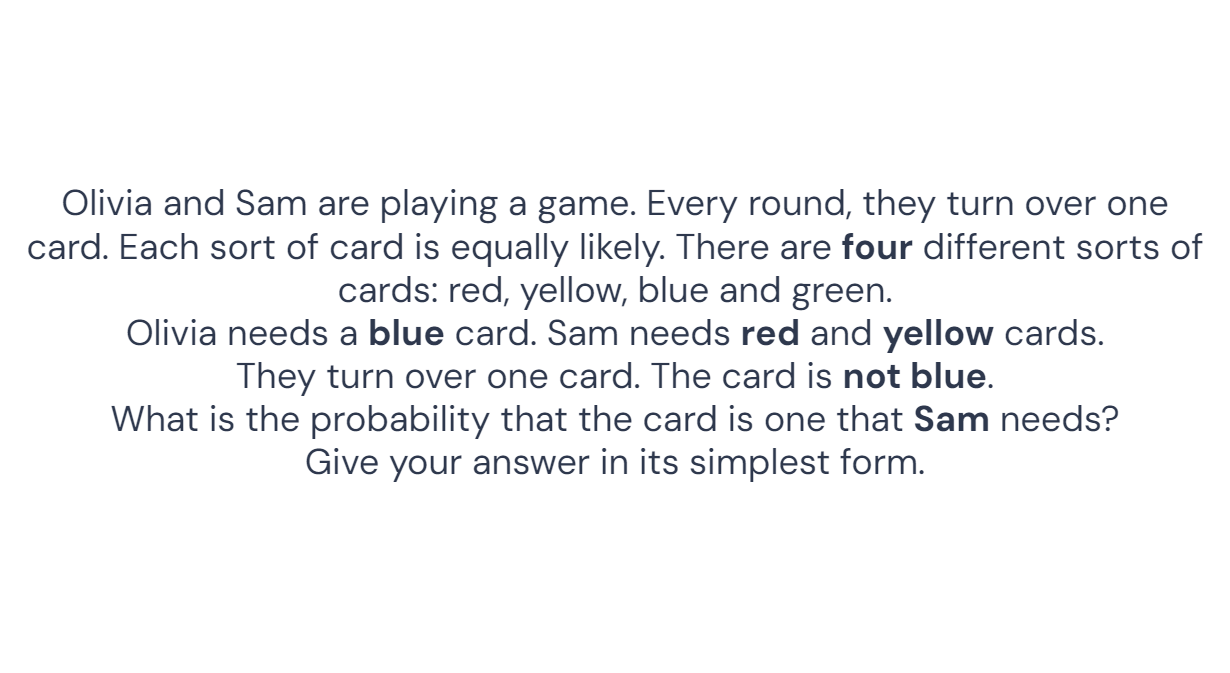 Olivia and Sam are playing a game. Every round, they turn over one
card. Each sort of card is equally likely. There are four different sorts of
cards: red, yellow, blue and green.
Olivia needs a blue card. Sam needs red and yellow cards.
They turn over one card. The card is not blue.
What is the probability that the card is one that Sam needs?
Give your answer in its simplest form.